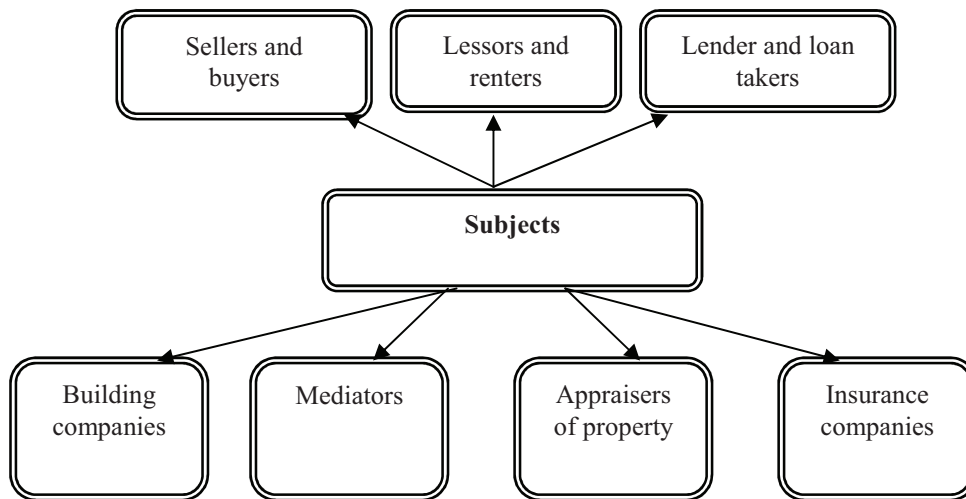 Sellers and
buyers
Lessors and
renters
Lender and loan
takers
Subjects
Building
companies
Mediators
Appraisers
of property
Insurance
companies